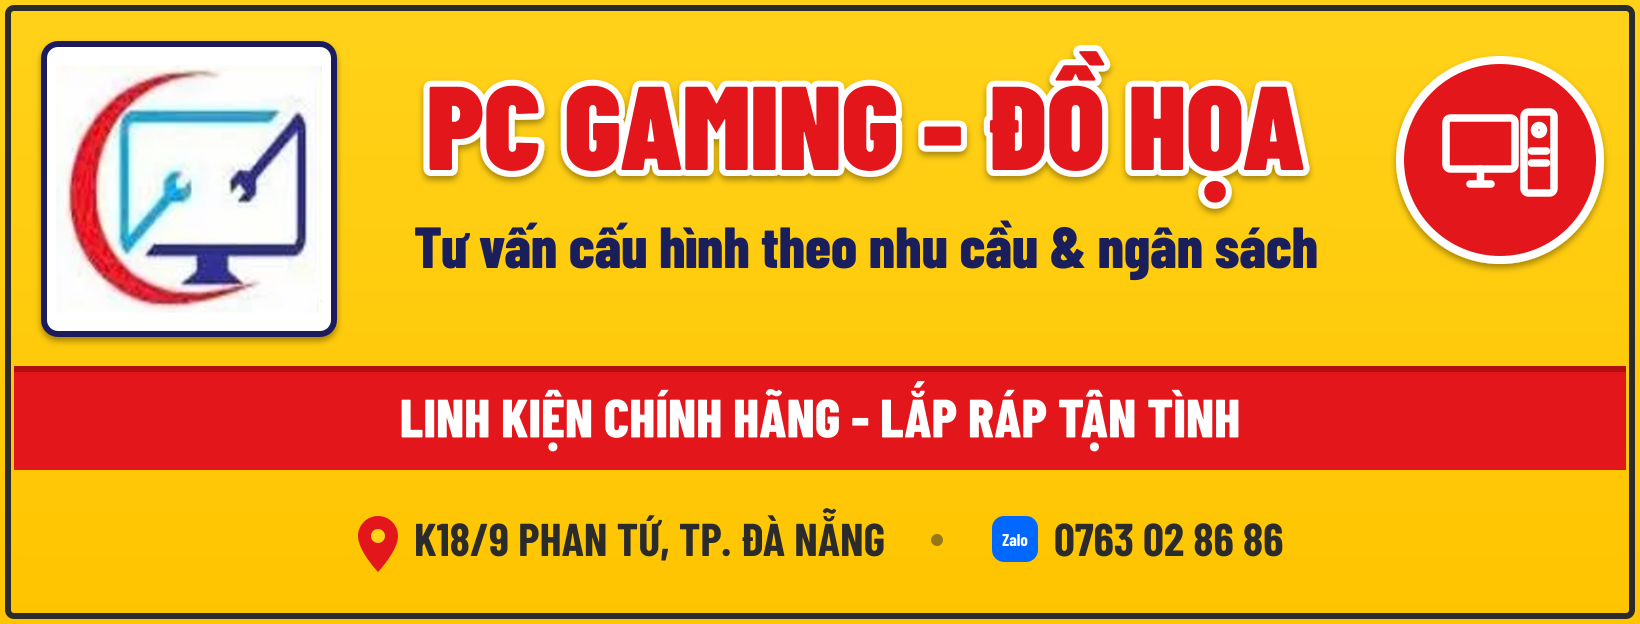 PC GAMING - ĐỒ HỌA
Tư vấn cấu hình theo nhu cầu & ngân sách
LINH KIỆN CHÍNH HÃNG - LẮP RÁP TẬN TÌNH
K18/9 PHAN TỨ, TP. ĐÀ NẴNG • Zalo 0763 02 86 86